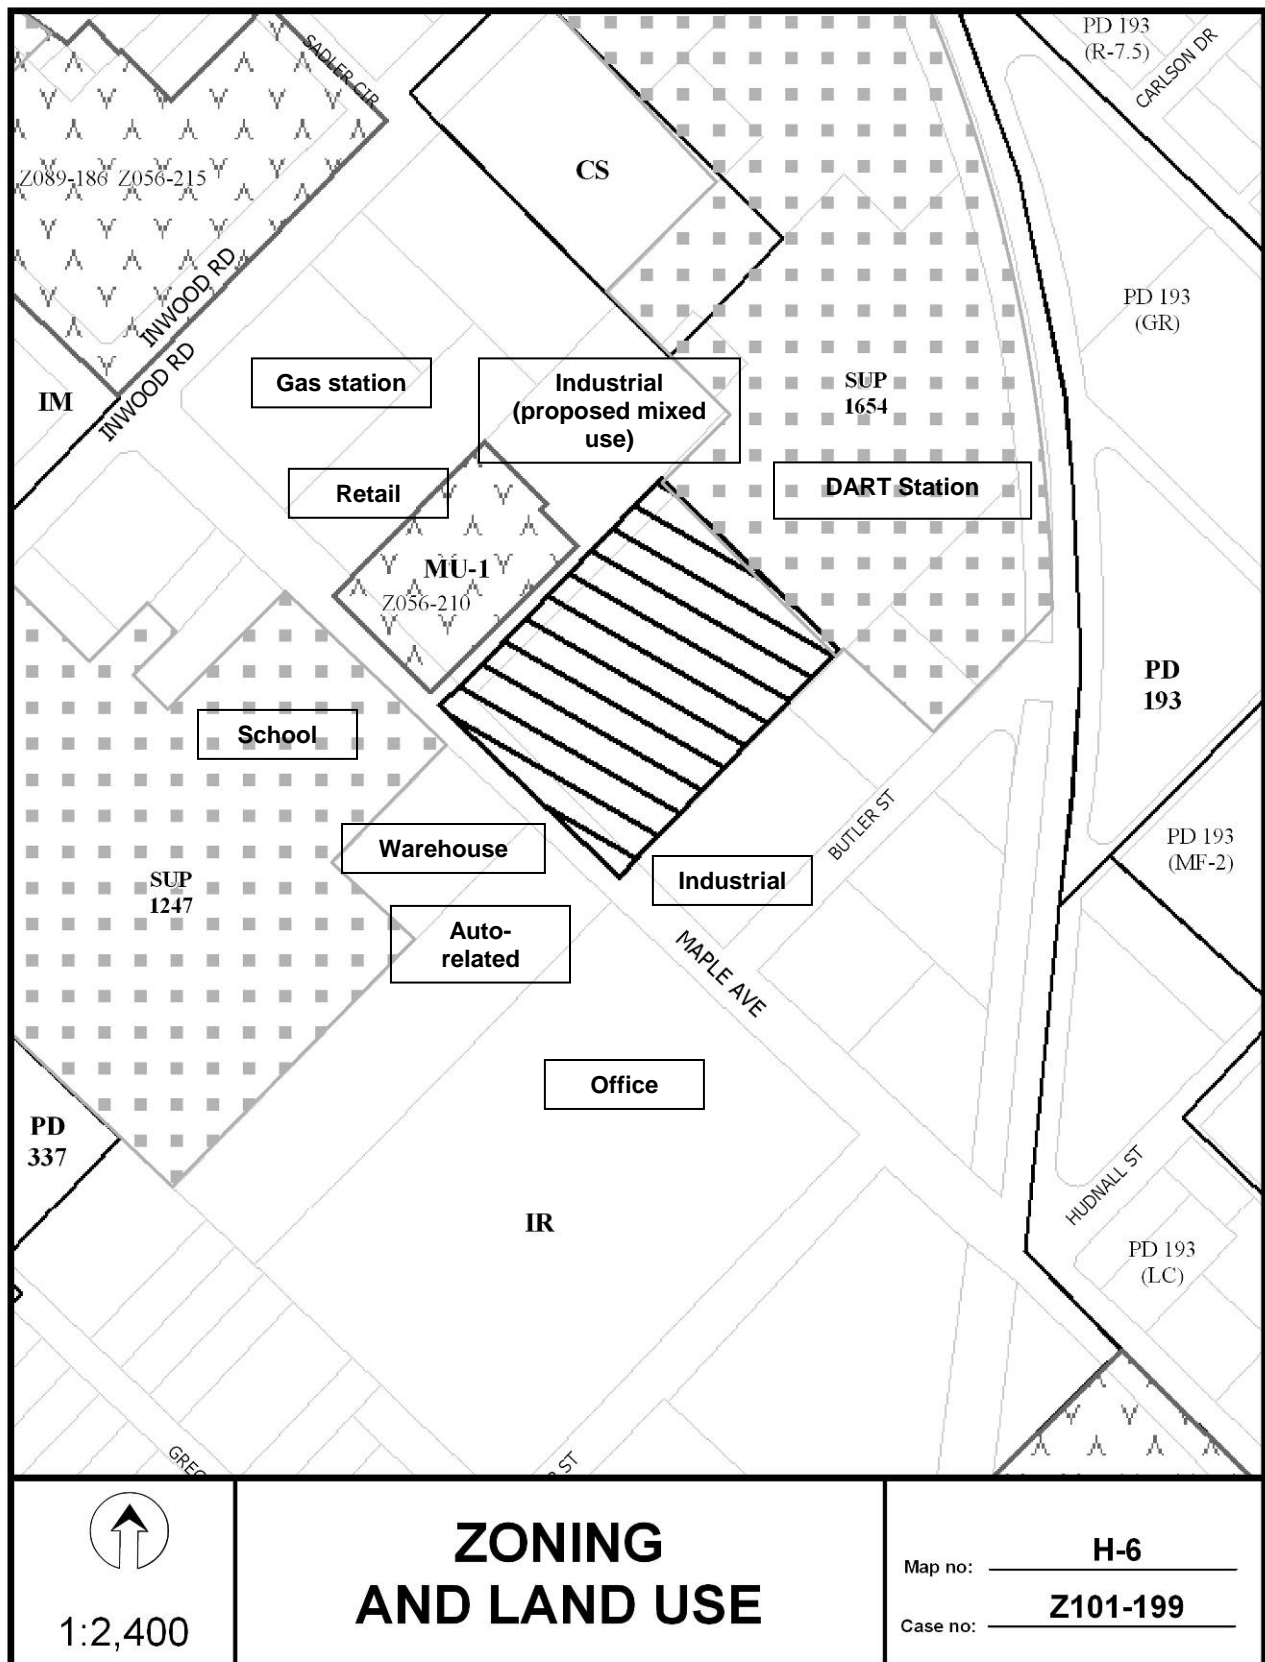 PD 193
(R-7.5)
CARLSON DR
SADLER CIR
CS
Z089-186 Z056-215
INWOOD RD
INWOOD RD
PD 193
(GR)
IM
Gas station
Industrial
(proposed mixed
use)
SUP
1654
Retail
DART Station
MU-1
Z056-210
PD
193
School
BUTLER ST
PD 193
(MF-2)
Warehouse
Industrial
SUP
1247
Auto-
related
MAPLE AVE
Office
PD
337
HUDNALL ST
IR
PD 193
(LC)
ST
1:2,400
ZONING
AND LAND USE
Map no: H-6
Case no: Z101-199